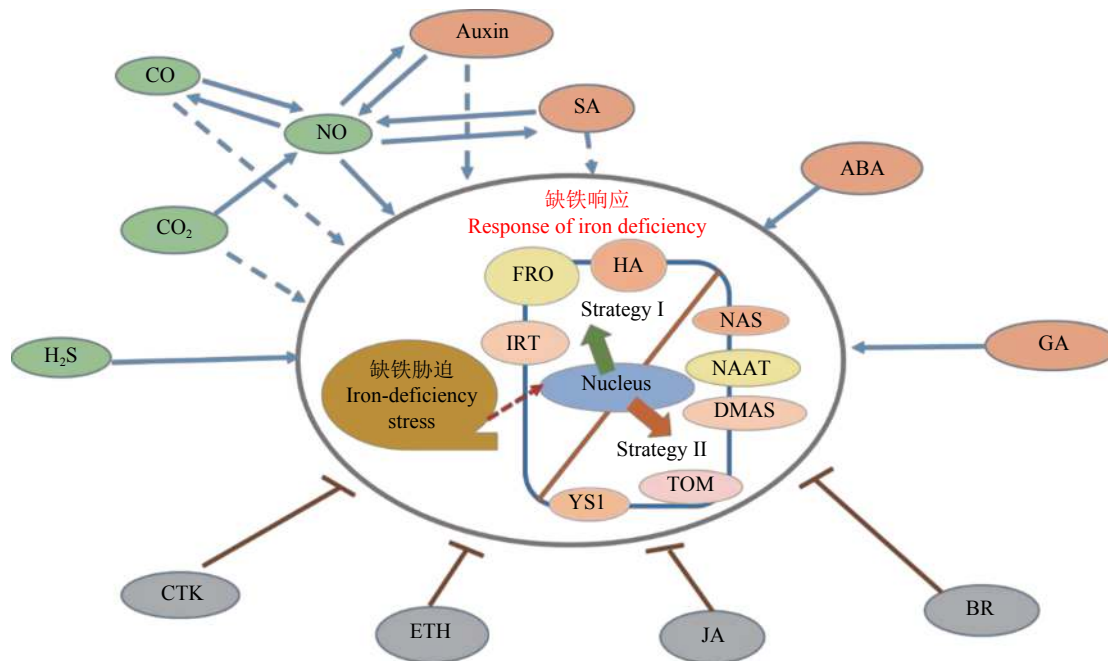 Auxin
CO
SA
NO
ABA
缺铁响应
Response of iron deficiency
CO₂
FRO
HA
Strategy I
NAS
IRT
H₂S
GA
缺铁胁迫
Iron-deficiency
stress
Nucleus
NAAT
DMAS
Strategy II
TOM
YS1
CTK
BR
ETH
JA